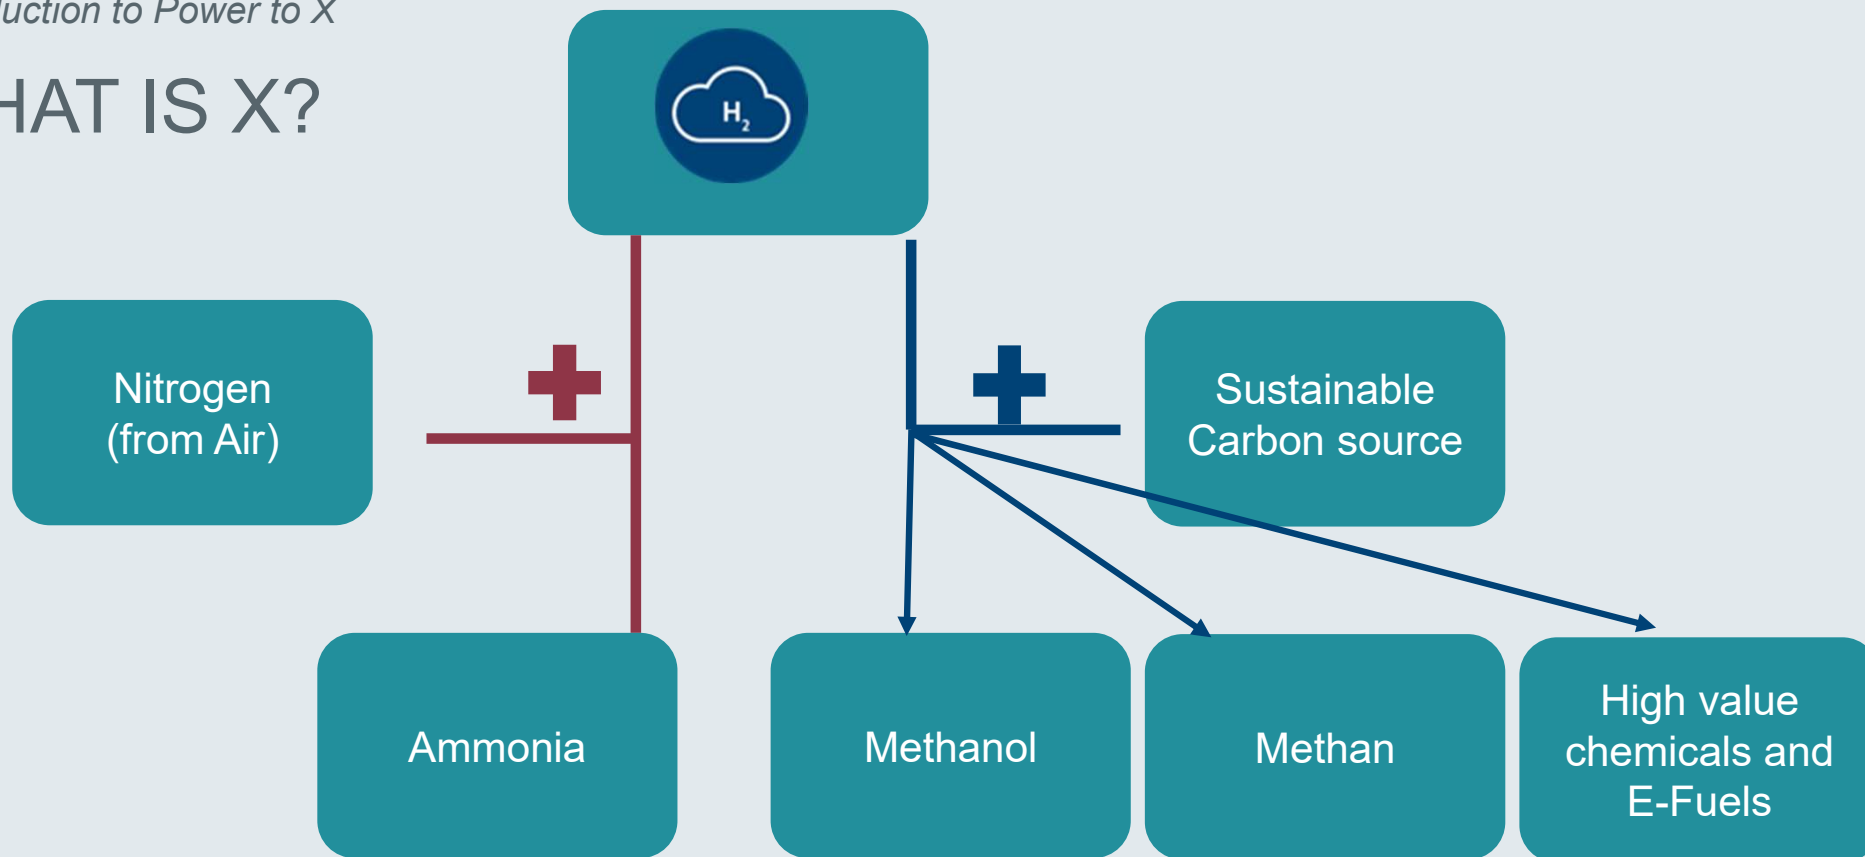 uction to Power to X
HAT IS X?
H2
Nitrogen
(from Air)
Sustainable
Carbon source
Ammonia
Methanol
Methan
High value
chemicals and
E-Fuels